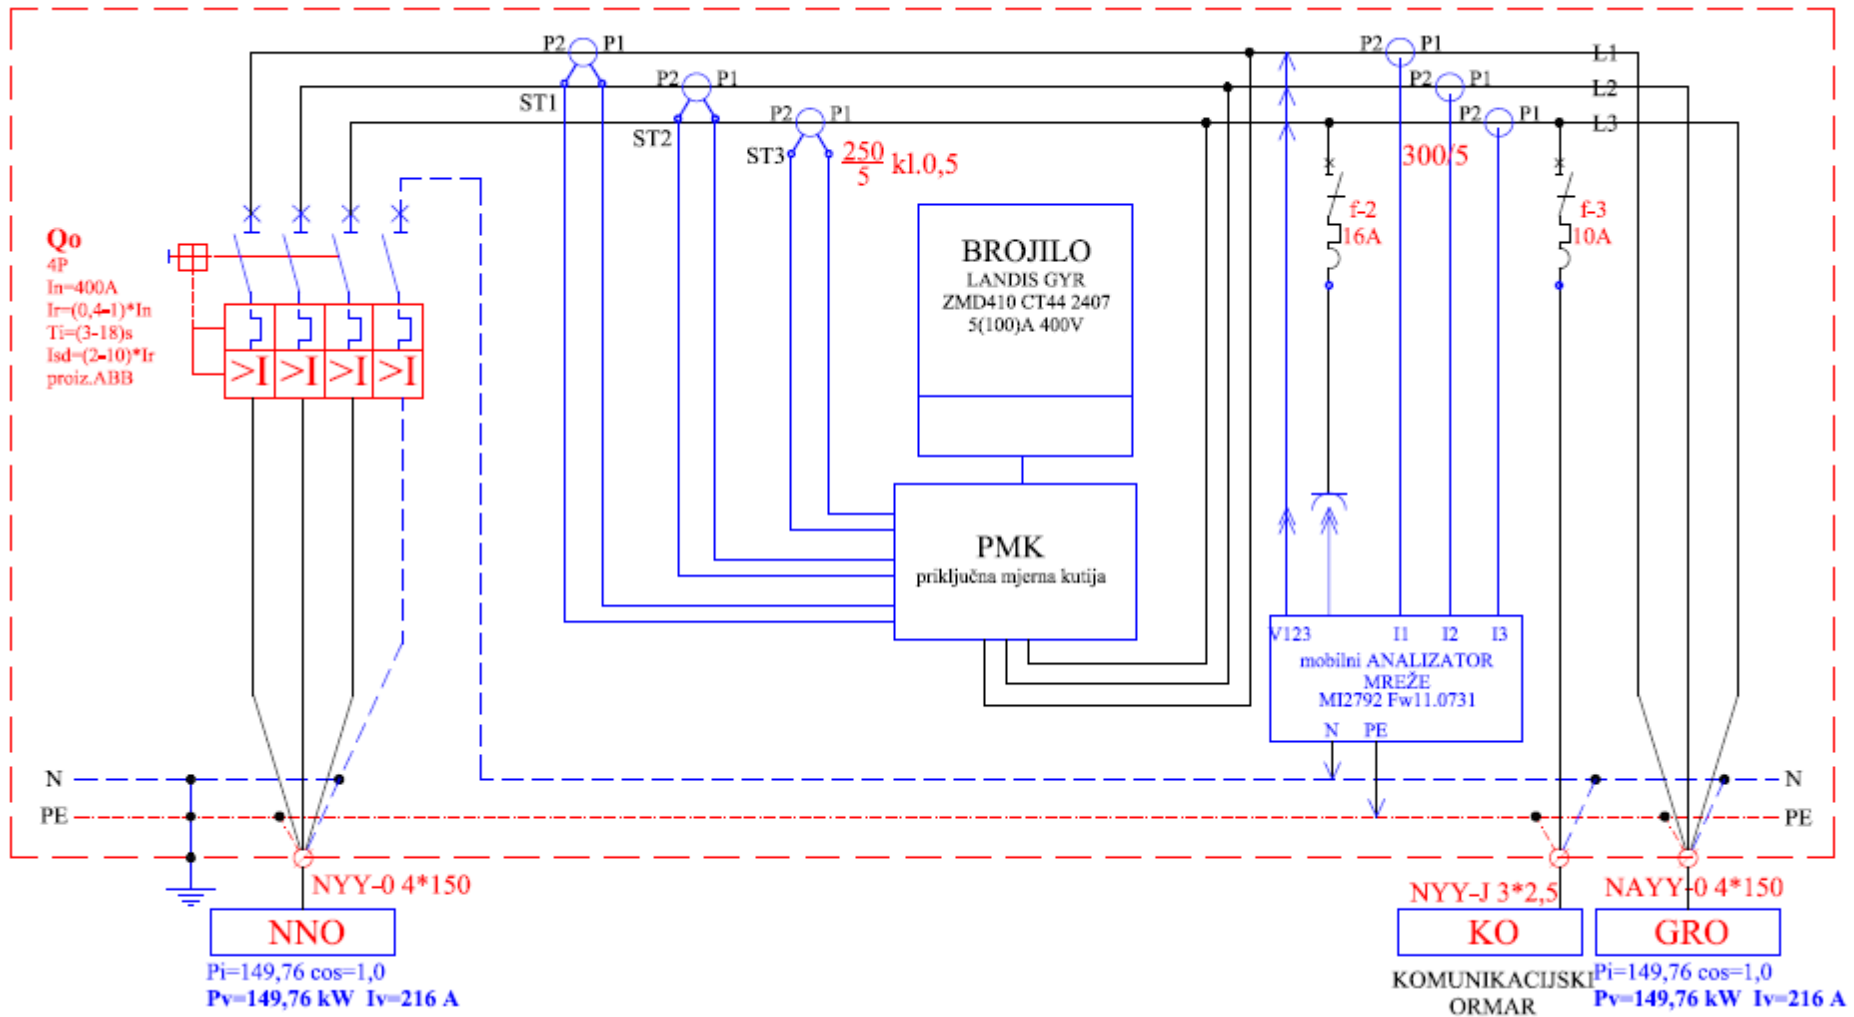 P2 P1
P2 P1
L1
P2 P1
P2 P1
L2
ST1
P2 P1
P2 P1
L3
ST2
ST3
250
5
kl.0,5
300/5
Qo
4P
In=400A
Ir=(0,4-1)*In
Ti=(3-18)s
Isd=(2-10)*Ir
proiz.ABB
>I >I >I >I
BROJILO
LANDIS GYR
ZMD410 CT44 2407
5(100)A 400V
f-2
16A
f-3
10A
PMK
priključna mjerna kutija
V123 I1 I2 I3
mobilni ANALIZATOR
MREŽE
MI2792 Fw11.0731
N PE
N
N
PE
PE
NYY-0 4*150
NNO
Pi=149,76 cos=1,0
Pv=149,76 kW Iv=216 A
NYY-J 3*2,5
KO
KOMUNIKACIJSKI
ORMAR
NAYY-0 4*150
GRO
Pi=149,76 cos=1,0
Pv=149,76 kW Iv=216 A